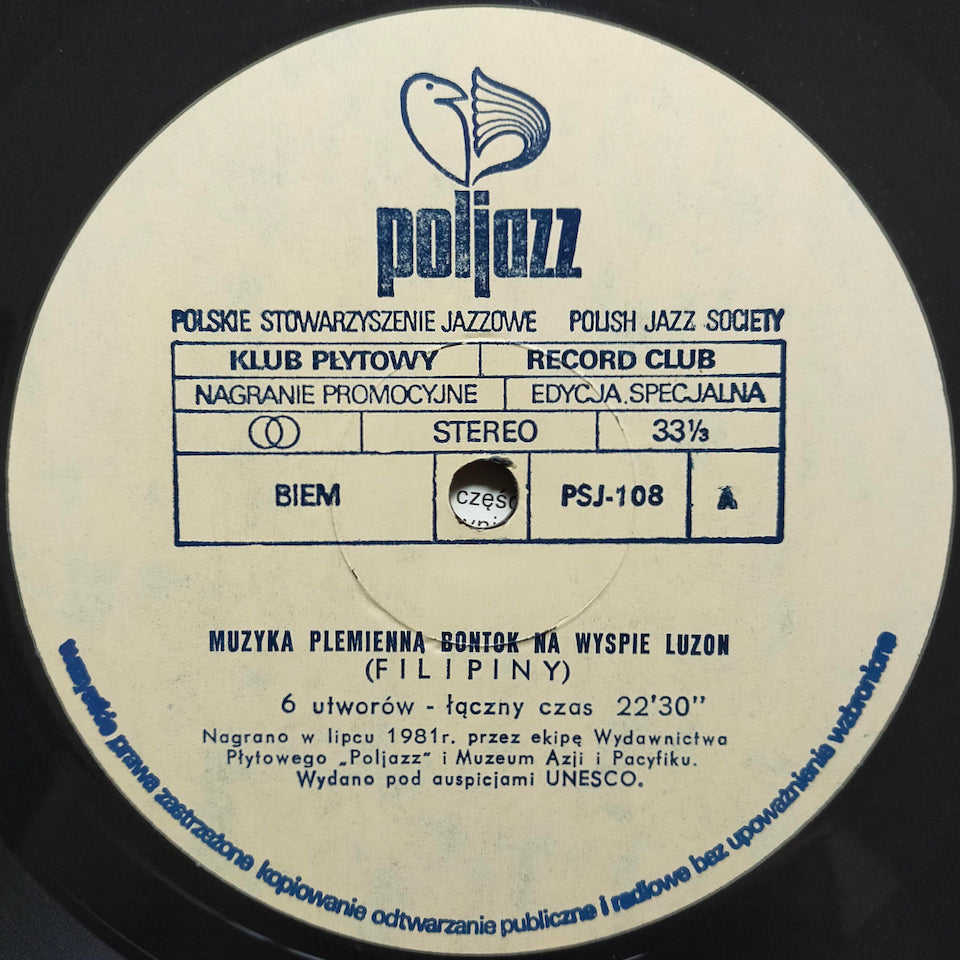 poljazz
POLSKIE STOWARZYSZENIE JAZZOWE POLISH JAZZ SOCIETY
KLUB PŁYTOWY RECORD CLUB
NAGRANIE PROMOCYJNE EDYCJA SPECJALNA
STEREO 33⅓
BIEM PSJ-108 A
częśc
MUZYKA PLEMIENNA BONTOK NA WYSPIE LUZON
(FILIPINY)
6 utworów - łączny czas 22'30"
Nagrano w lipcu 1981r. przez ekipę Wydawnictwa
Płytowego „Poljazz" i Muzeum Azji i Pacyfiku.
Wydano pod auspicjami UNESCO.
wszystkie prawa zastrzeżone kopiowanie odtwarzanie publiczne i radiowe bez upoważnienia wzbronione